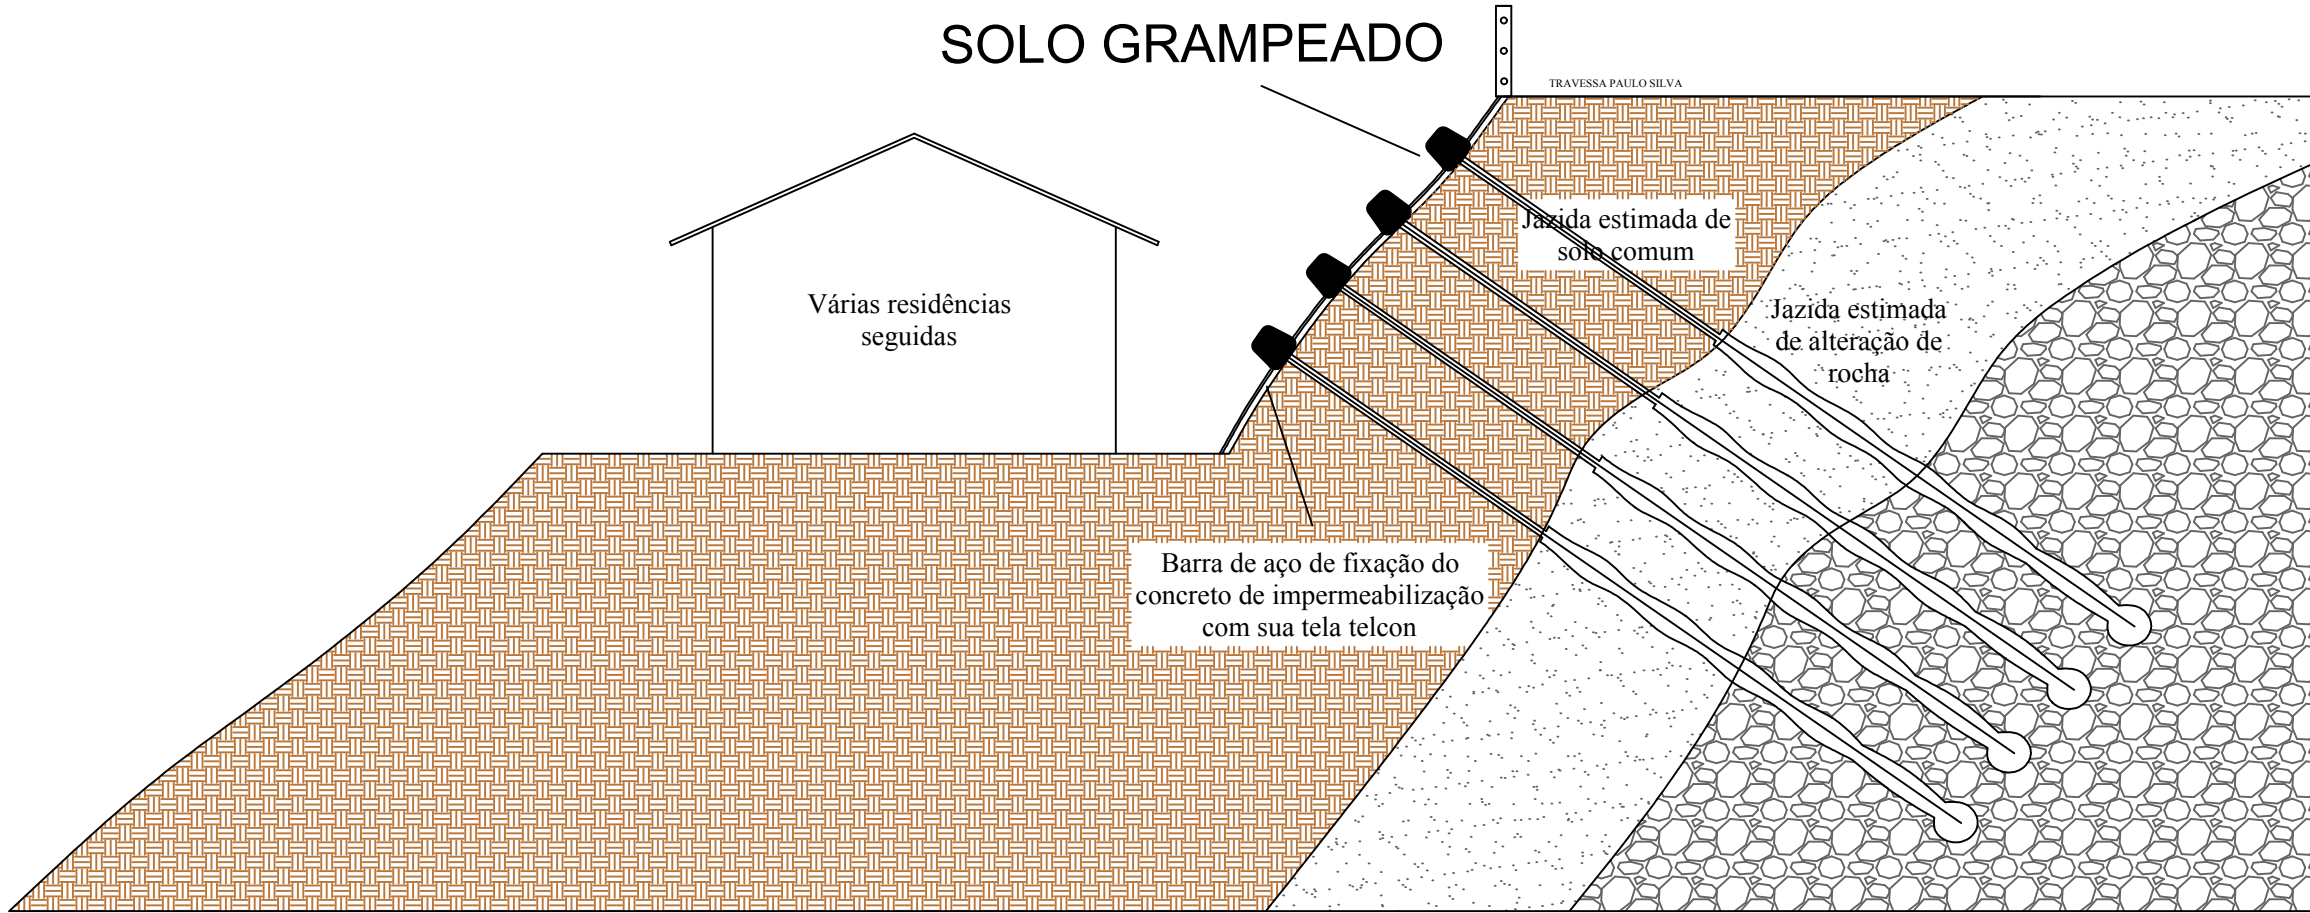 SOLO GRAMPEADO
TRAVESSA PAULO SILVA
Jazida estimada de
solo comum
Várias residências
seguidas
Jazida estimada
de alteração de
rocha
Barra de aço de fixação do
concreto de impermeabilização
com sua tela telcon